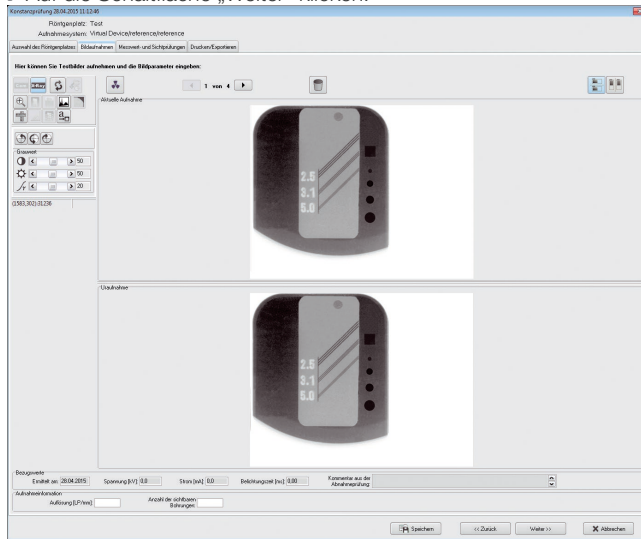 Konstanzprüfung 28.04.2015 11-12:46
Röntgenplatz: Test
Aufnahmesystem: Virtual Device/reference/reference
Auswahl des Röntgenplatzes Bildaufnahmen Messwert- und Sichtprüfungen Drucken/Exportieren
Hier können Sie Testbilder aufnehmen und die Bildparameter eingeben:
1 von 4
Aktuelle Aufnahme
2.5
3.1
5.0
Grauwert
50
50
20
(1583,302):31236
Uraufnahme
2.5
3.1
5.0
Bezugswerte
Ermittelt am: 28.04.2015 Spannung [kV]: 0,0 Strom [mA]: 0,0 Belichtungszeit [ms]: 0,00 Kommentar aus der Abnahmeprüfung:
Aufnahmeinformation
Auflösung [LP/mm]: Anzahl der sichtbaren Bohrungen:
Speichern << Zurück Weiter >> Abbrechen